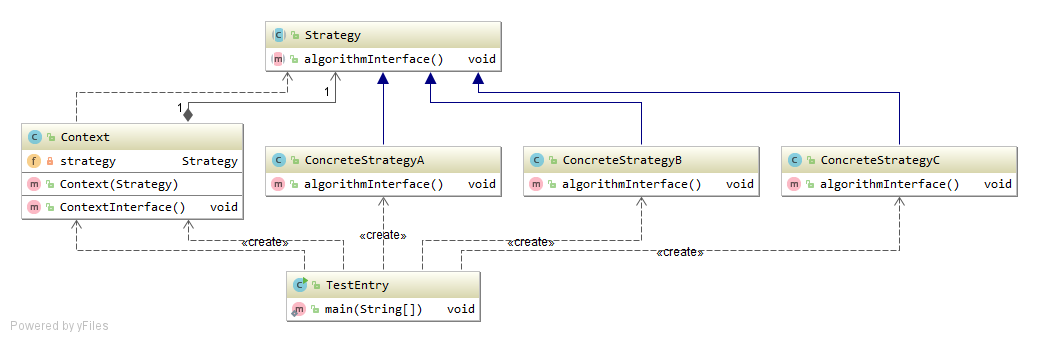 Strategy
algorithmInterface() void
1
1
Context
strategy Strategy
Context(Strategy)
ContextInterface() void
ConcreteStrategyA
algorithmInterface() void
ConcreteStrategyB
algorithmInterface() void
ConcreteStrategyC
algorithmInterface() void
«create»
«create»
«create»
«create»
TestEntry
main(String[]) void
Powered by yFiles